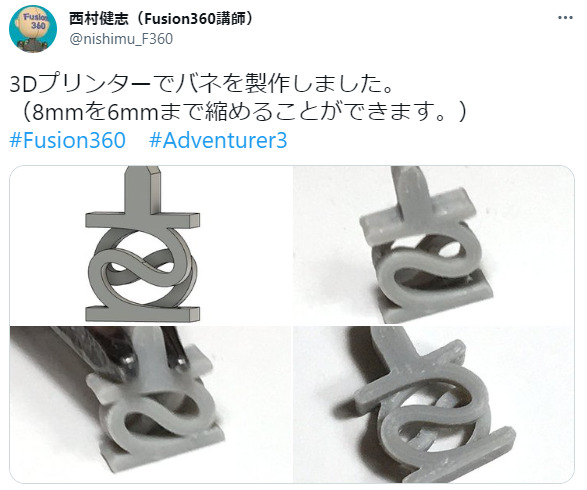 Fusion
360
西村健志（Fusion360講師）
@nishimu_F360
3Dプリンターでバネを製作しました。
（8mmを6mmまで縮めることができます。）
#Fusion360 #Adventurer3